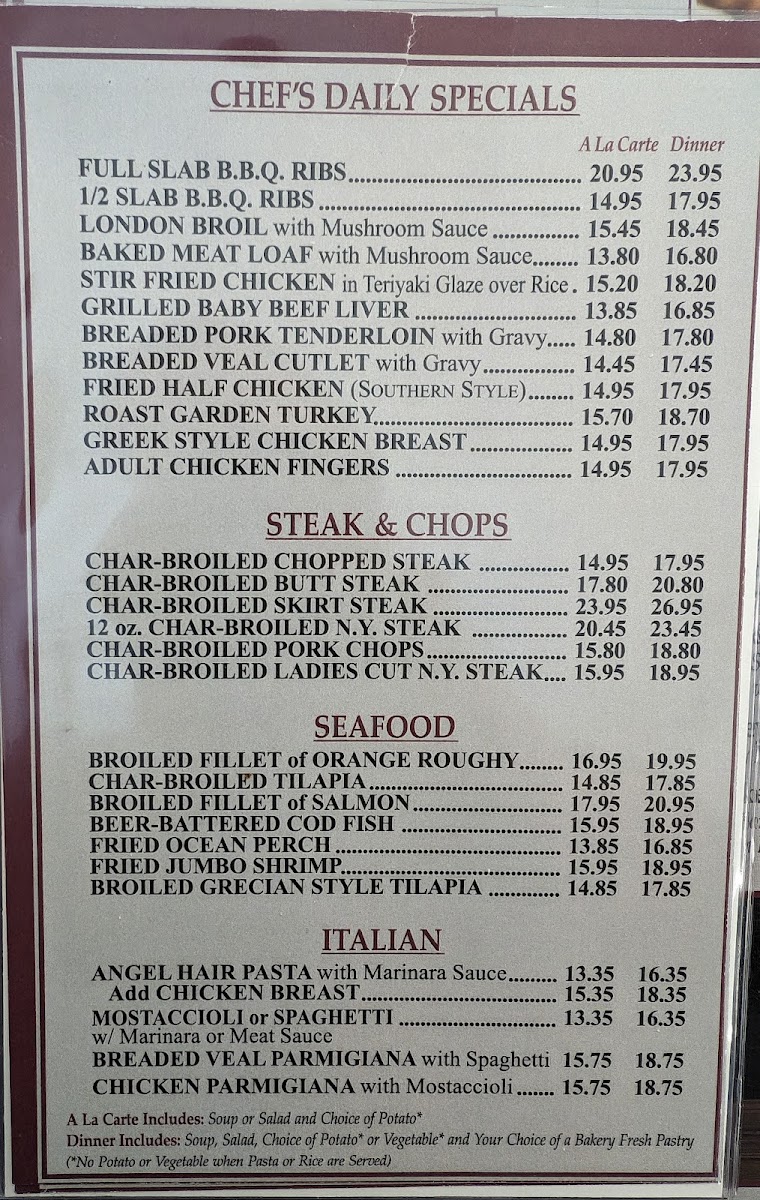 CHEF'S DAILY SPECIALS
A La Carte Dinner
FULL SLAB B.B.Q. RIBS................................ 20.95 23.95
1/2 SLAB B.B.Q. RIBS .................................... 14.95 17.95
LONDON BROIL with Mushroom Sauce ............... 15.45 18.45
BAKED MEAT LOAF with Mushroom Sauce........ 13.80 16.80
STIR FRIED CHICKEN in Teriyaki Glaze over Rice . 15.20 18.20
GRILLED BABY BEEF LIVER ............................ 13.85 16.85
BREADED PORK TENDERLOIN with Gravy..... 14.80 17.80
BREADED VEAL CUTLET with Gravy................ 14.45 17.45
FRIED HALF CHICKEN (SOUTHERN STYLE)........ 14.95 17.95
ROAST GARDEN TURKEY................................. 15.70 18.70
GREEK STYLE CHICKEN BREAST .................. 14.95 17.95
ADULT CHICKEN FINGERS ............................... 14.95 17.95
STEAK & CHOPS
CHAR-BROILED CHOPPED STEAK ................ 14.95 17.95
CHAR-BROILED BUTT STEAK ......................... 17.80 20.80
CHAR-BROILED SKIRT STEAK ........................ 23.95 26.95
12 oz. CHAR-BROILED N.Y. STEAK ................. 20.45 23.45
CHAR-BROILED PORK CHOPS......................... 15.80 18.80
CHAR-BROILED LADIES CUT N.Y. STEAK.... 15.95 18.95
SEAFOOD
BROILED FILLET of ORANGE ROUGHY........ 16.95 19.95
CHAR-BROILED TILAPIA................................... 14.85 17.85
BROILED FILLET of SALMON........................... 17.95 20.95
BEER-BATTERED COD FISH ............................. 15.95 18.95
FRIED OCEAN PERCH ........................................ 13.85 16.85
FRIED JUMBO SHRIMP....................................... 15.95 18.95
BROILED GRECIAN STYLE TILAPIA ............. 14.85 17.85
ITALIAN
ANGEL HAIR PASTA with Marinara Sauce......... 13.35 16.35
Add CHICKEN BREAST.................................... 15.35 18.35
MOSTACCIOLI or SPAGHETTI ............................ 13.35 16.35
w/ Marinara or Meat Sauce
BREADED VEAL PARMIGIANA with Spaghetti 15.75 18.75
CHICKEN PARMIGIANA with Mostaccioli ....... 15.75 18.75
A La Carte Includes: Soup or Salad and Choice of Potato*
Dinner Includes: Soup, Salad, Choice of Potato* or Vegetable* and Your Choice of a Bakery Fresh Pastry
(*No Potato or Vegetable when Pasta or Rice are Served)